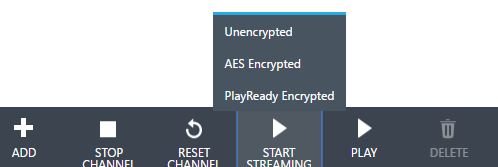 Unencrypted
AES Encrypted
PlayReady Encrypted
ADD
STOP
CHANNEL
RESET
CHANNEL
START
STREAMING
PLAY
DELETE